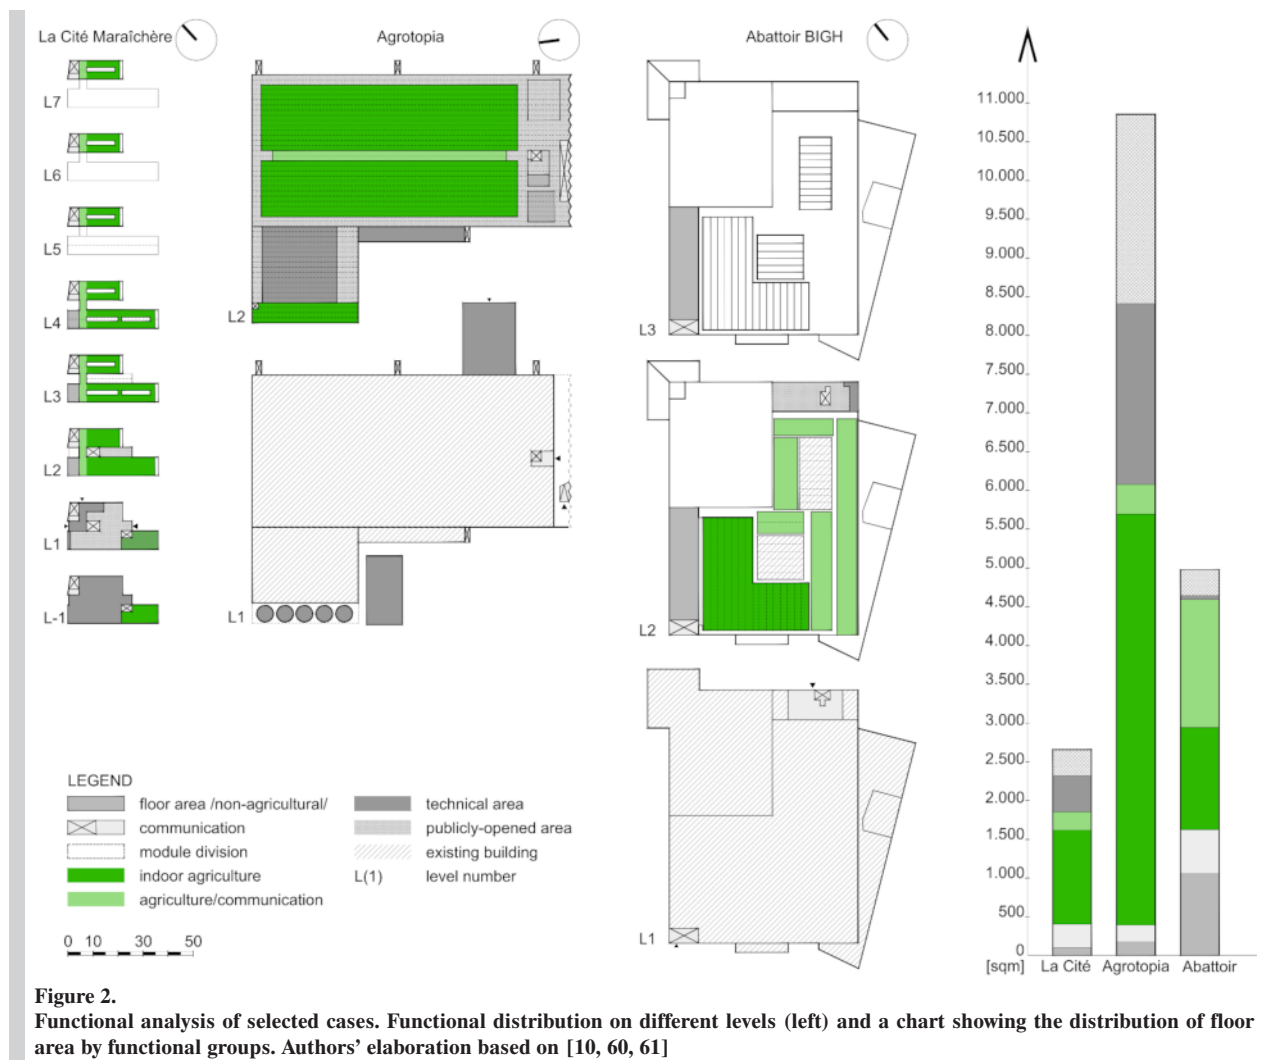 La Cité Maraîchère
Agrotopia
Abattoir BIGH
L7
L6
L5
L4
L3
L2
L1
L-1
L2
L1
L3
L2
L1
11.000
10.500
10.000
9.500
9.000
8.500
8.000
7.500
7.000
6.500
6.000
5.500
5.000
4.500
4.000
3.500
3.000
2.500
2.000
1.500
1.000
500
0
[sqm] La Cité Agrotopia Abattoir
LEGEND
floor area /non-agricultural/
communication
module division
indoor agriculture
agriculture/communication
technical area
publicly-opened area
existing building
L(1) level number
0 10 30 50
Figure 2.
Functional analysis of selected cases. Functional distribution on different levels (left) and a chart showing the distribution of floor
area by functional groups. Authors' elaboration based on [10, 60, 61]